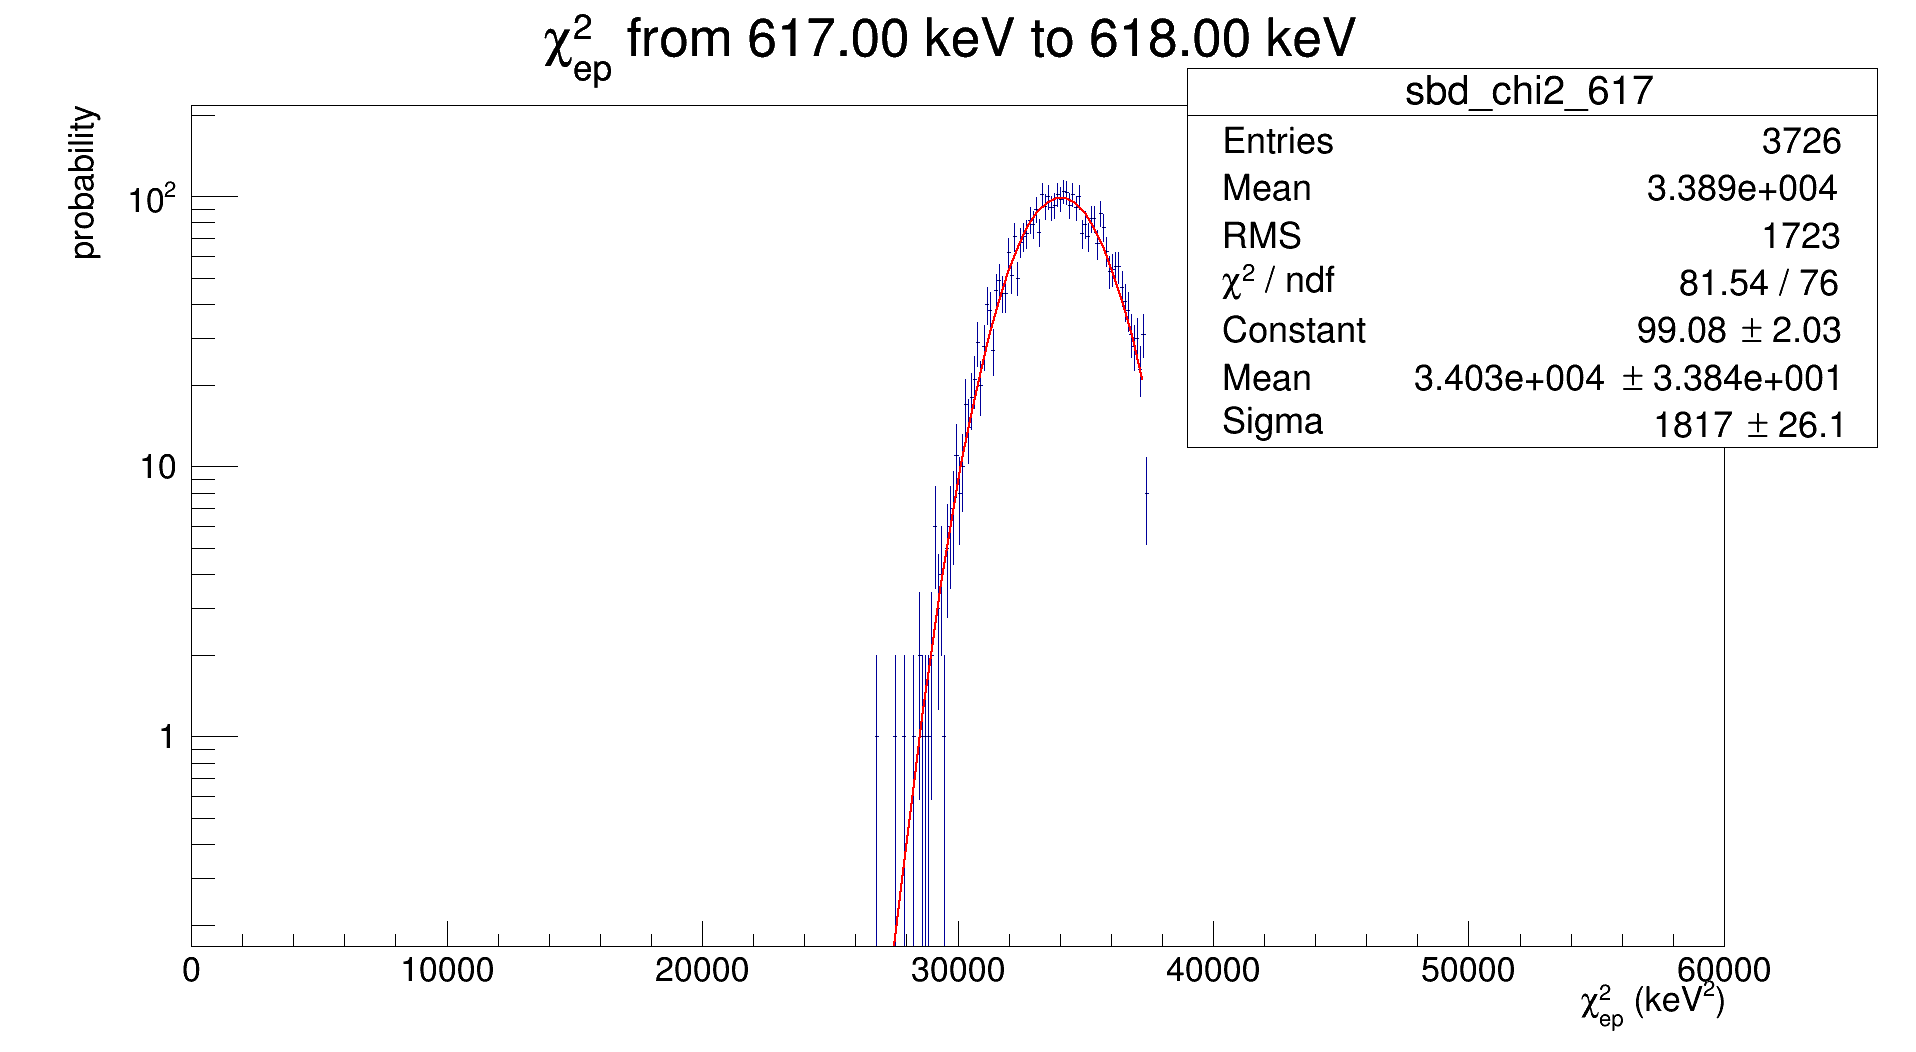 χ²ep from 617.00 keV to 618.00 keV
sbd_chi2_617
Entries 3726
Mean 3.389e+004
RMS 1723
χ² / ndf 81.54 / 76
Constant 99.08 ± 2.03
Mean 3.403e+004 ± 3.384e+001
Sigma 1817 ± 26.1
probability
10²
10
1
0 10000 20000 30000 40000 50000 60000
χ²ep (keV²)